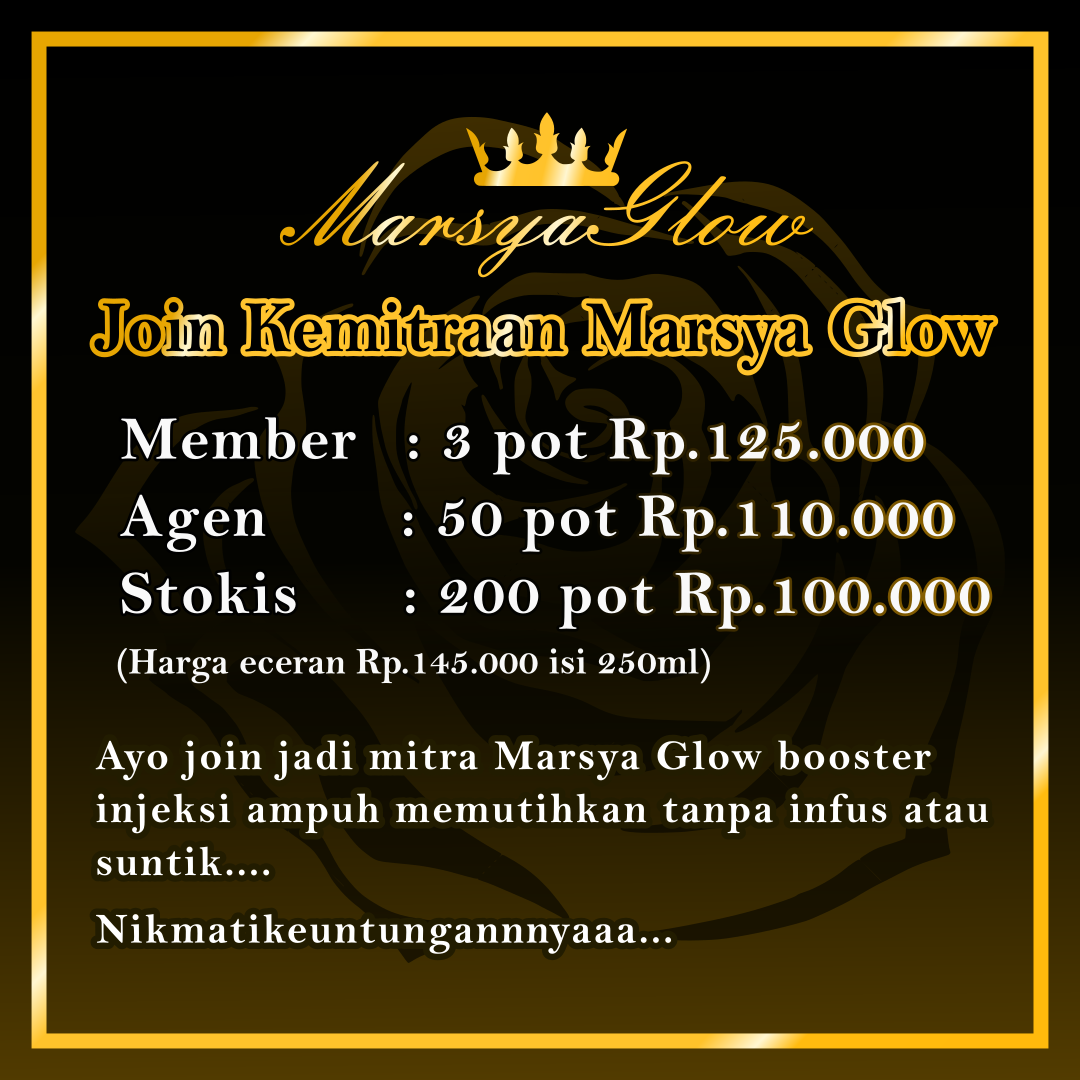 MarsyaGlow
Join Kemitraan Marsya Glow
Member : 3 pot Rp.125.000
Agen : 50 pot Rp.110.000
Stokis : 200 pot Rp.100.000
(Harga eceran Rp.145.000 isi 250ml)
Ayo join jadi mitra Marsya Glow booster
injeksi ampuh memutihkan tanpa infus atau
suntik....
Nikmatikeuntungannnyaaa...